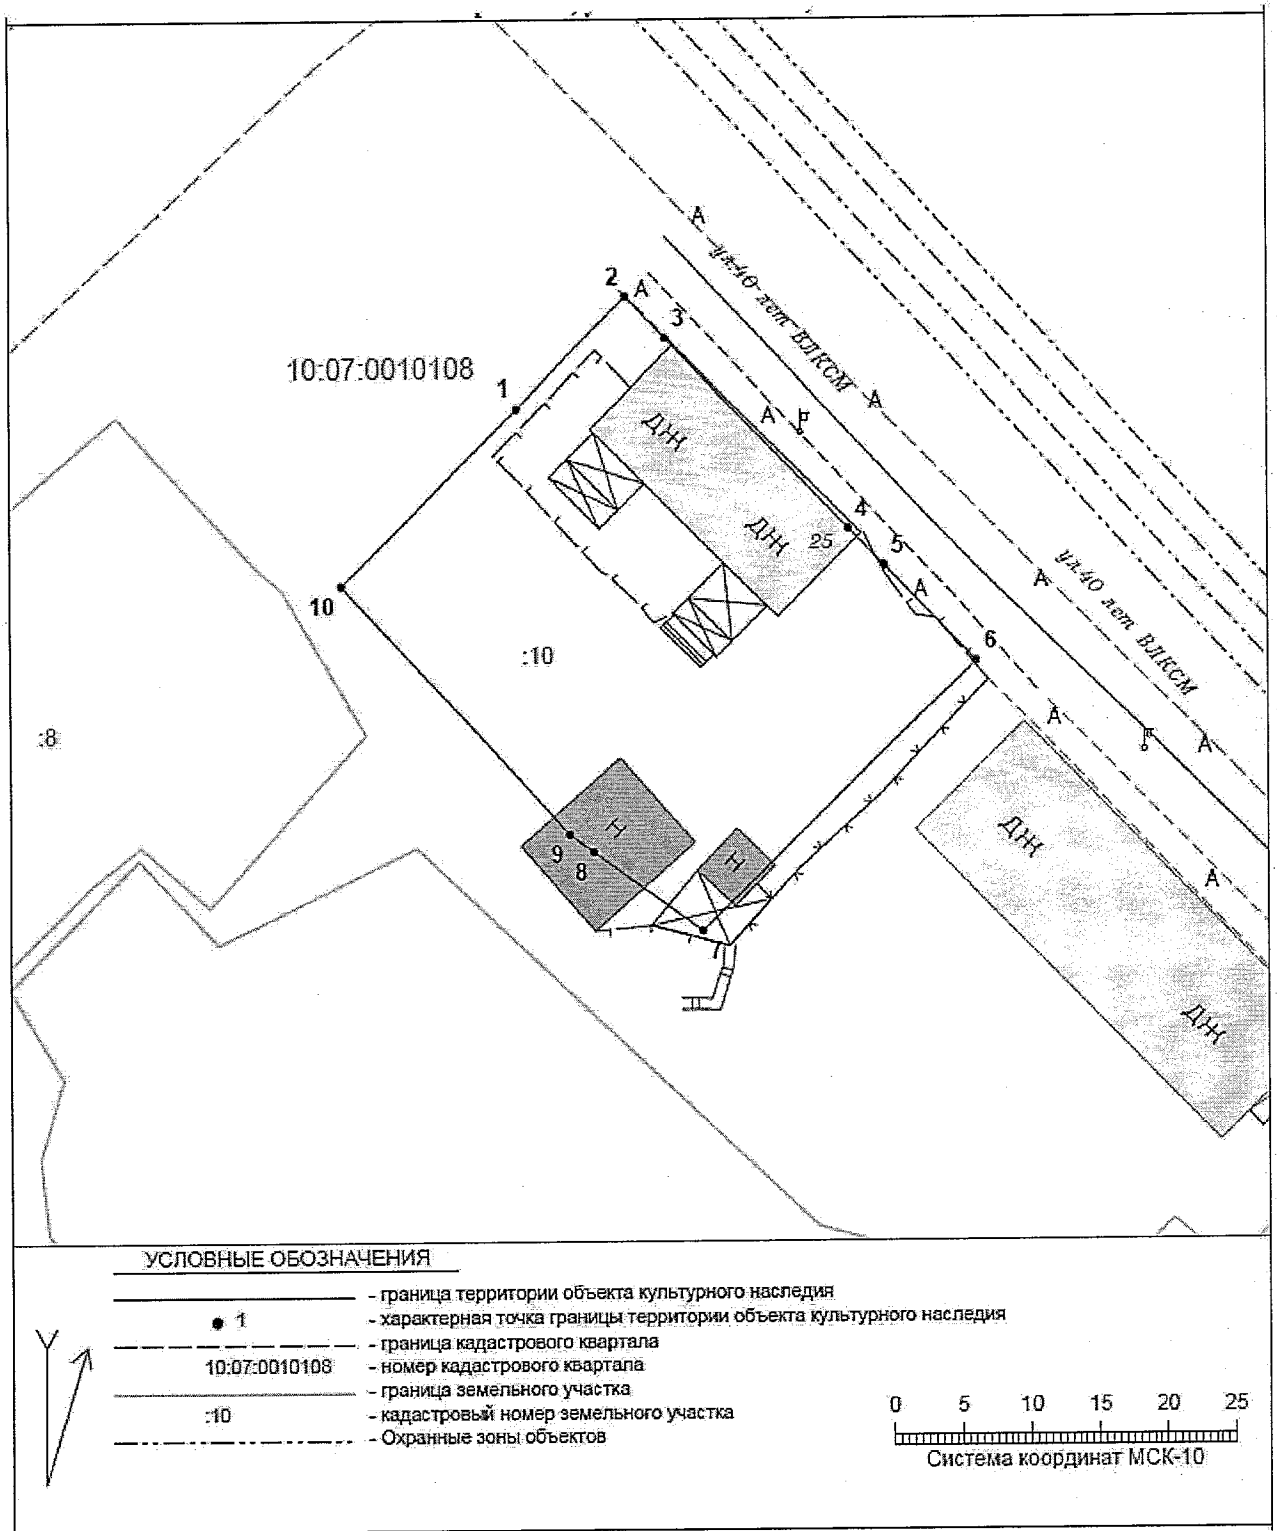 А
ул.40 лет ВЛКСМ
2
А
3
10:07:0010108
1
А
А
ДЖ
ДЖ
25
4
5
А
А
ул.40 лет ВЛКСМ
10
6
:10
:8
А
А
ДЖ
Н
9
8
Н
А
7
ДЖ
УСЛОВНЫЕ ОБОЗНАЧЕНИЯ
- граница территории объекта культурного наследия
1 - характерная точка границы территории объекта культурного наследия
- граница кадастрового квартала
10:07:0010108 - номер кадастрового квартала
- граница земельного участка
:10 - кадастровый номер земельного участка
- Охранные зоны объектов
0 5 10 15 20 25
Система координат МСК-10